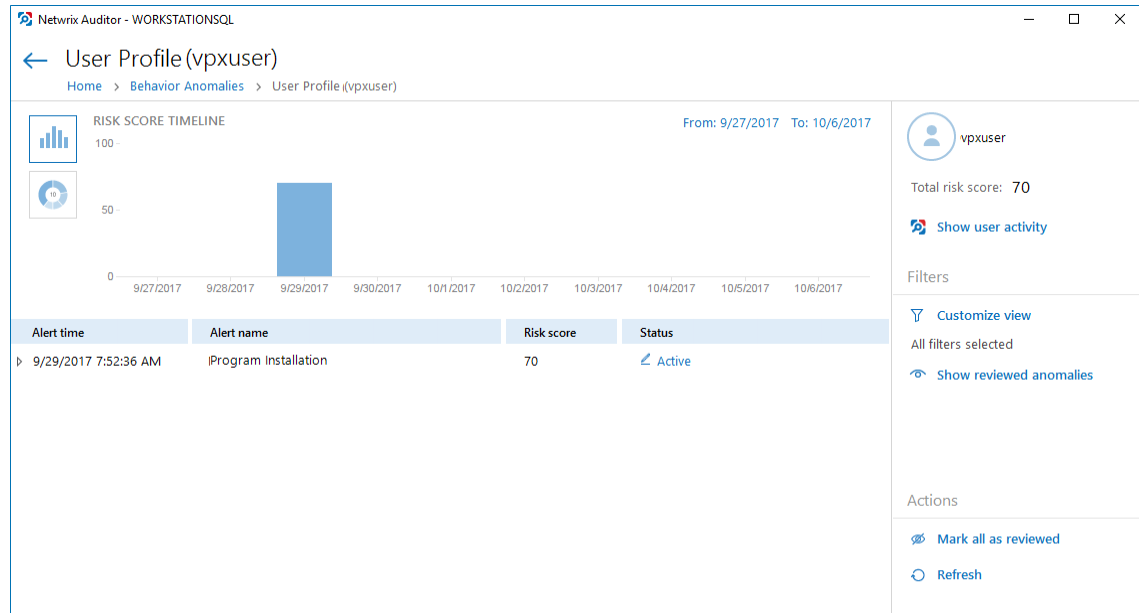 Netwrix Auditor - WORKSTATIONSQL
User Profile (vpxuser)
Home > Behavior Anomalies > User Profile (vpxuser)
RISK SCORE TIMELINE
From: 9/27/2017 To: 10/6/2017
100
50
0
9/27/2017 9/28/2017 9/29/2017 9/30/2017 10/1/2017 10/2/2017 10/3/2017 10/4/2017 10/5/2017 10/6/2017
10
Alert time Alert name Risk score Status
9/29/2017 7:52:36 AM Program Installation 70 Active
vpxuser
Total risk score: 70
Show user activity
Filters
Customize view
All filters selected
Show reviewed anomalies
Actions
Mark all as reviewed
Refresh